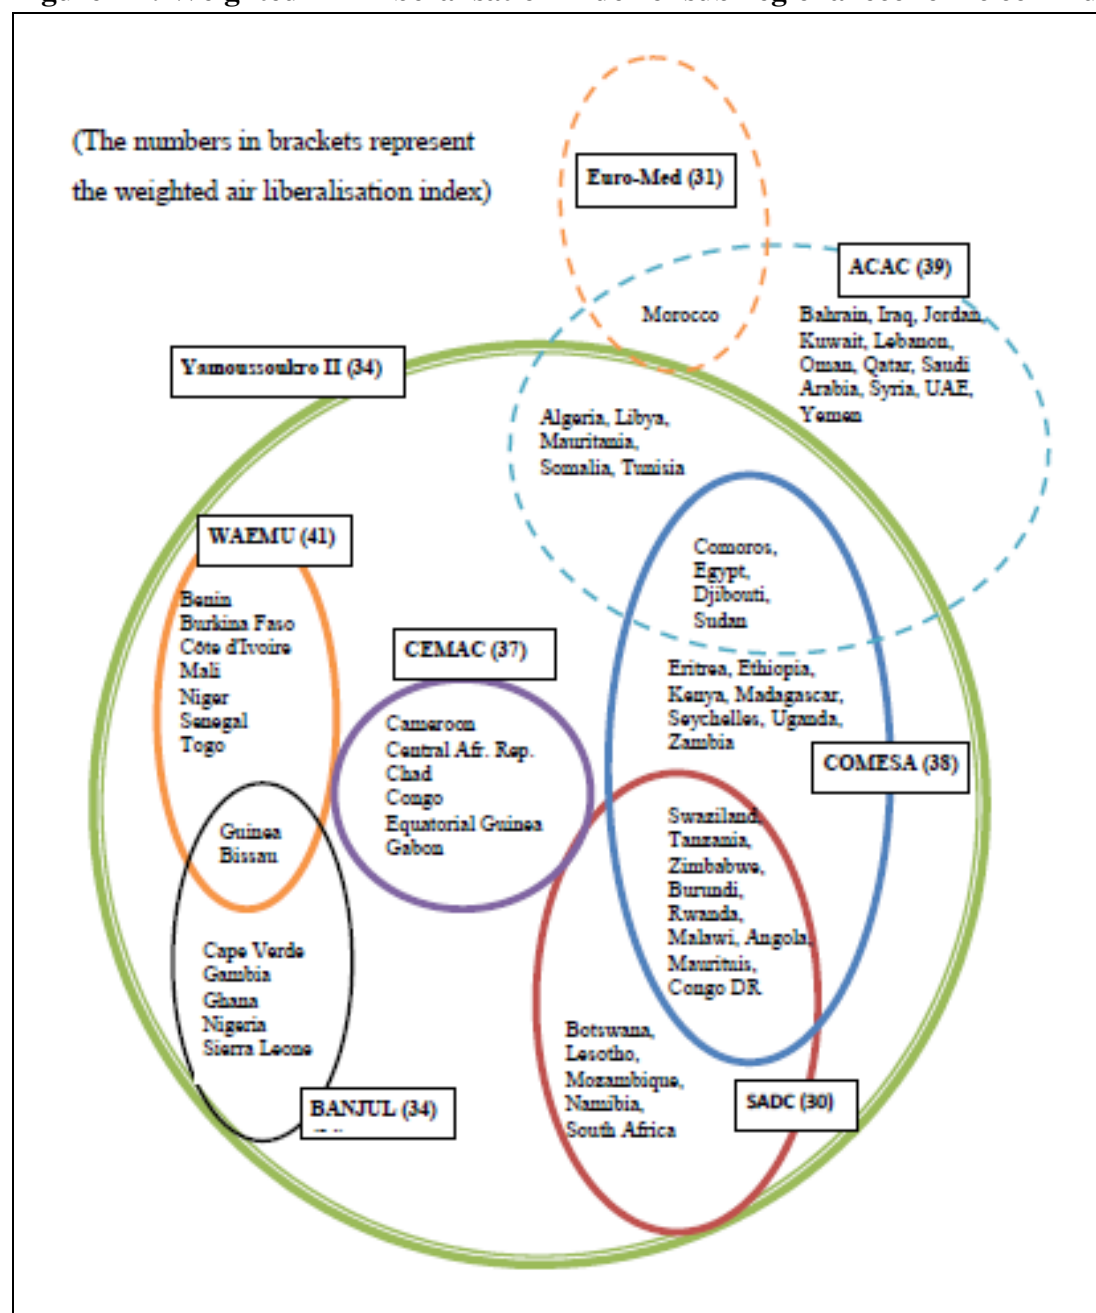 (The numbers in brackets represent
the weighted air liberalisation index)
Euro-Med (31)
ACAC (39)
Morocco
Bahrain, Iraq, Jordan,
Kuwait, Lebanon,
Oman, Qatar, Saudi
Arabia, Syria, UAE,
Yemen
Yamoussoukro II (34)
Algeria, Libya,
Mauritania,
Somalia, Tunisia
WAEMU (41)
Benin
Burkina Faso
Côte d'Ivoire
Mali
Niger
Senegal
Togo
Comoros,
Egypt,
Djibouti,
Sudan
CEMAC (37)
Cameroon
Central Afr. Rep.
Chad
Congo
Equatorial Guinea
Gabon
Eritrea, Ethiopia,
Kenya, Madagascar,
Seychelles, Uganda,
Zambia
COMESA (38)
Guinea
Bissau
Swaziland,
Tanzania,
Zimbabwe,
Burundi,
Rwanda,
Malawi, Angola,
Maurituis,
Congo DR
Cape Verde
Gambia
Ghana
Nigeria
Sierra Leone
Botswana,
Lesotho,
Mozambique,
Namibia,
South Africa
BANJUL (34)
SADC (30)